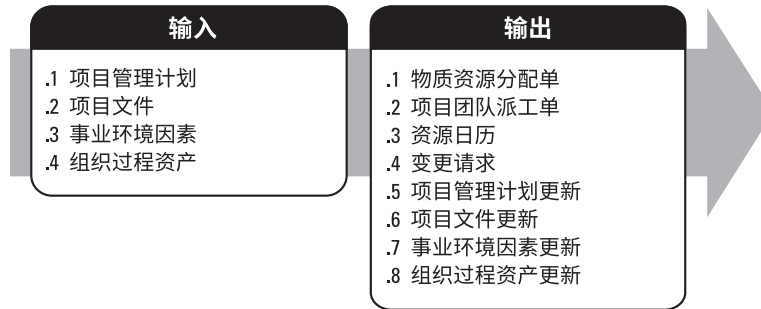 输入
.1 项目管理计划
.2 项目文件
.3 事业环境因素
.4 组织过程资产
输出
.1 物质资源分配单
.2 项目团队派工单
.3 资源日历
.4 变更请求
.5 项目管理计划更新
.6 项目文件更新
.7 事业环境因素更新
.8 组织过程资产更新